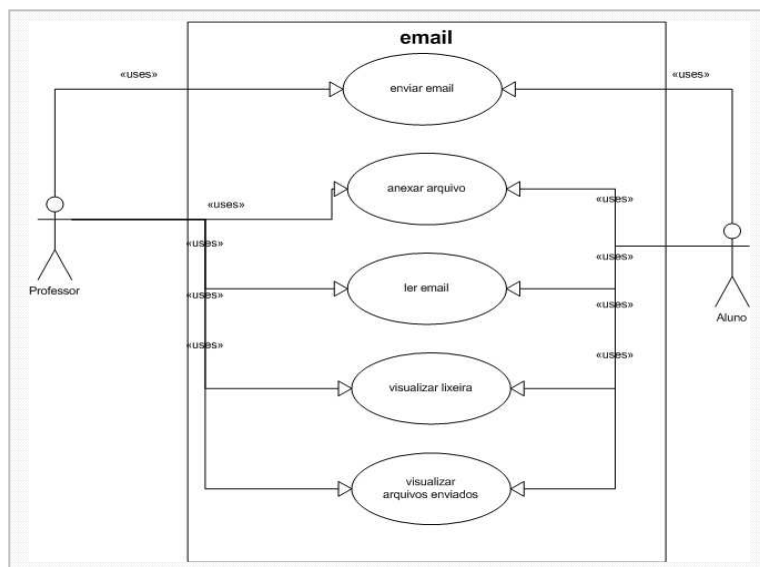 email
«uses»
enviar email
«uses»
anexar arquivo
«uses»
«uses»
«uses»
ler email
«uses»
«uses»
«uses»
Professor
Aluno
«uses»
«uses»
visualizar lixeira
visualizar
arquivos enviados